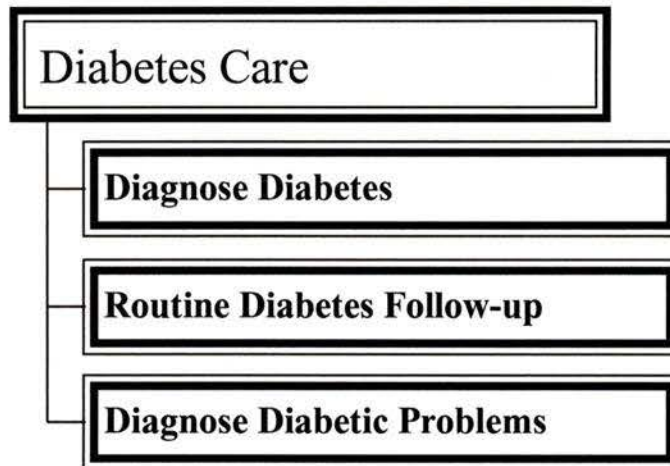 Diabetes Care
Diagnose Diabetes
Routine Diabetes Follow-up
Diagnose Diabetic Problems